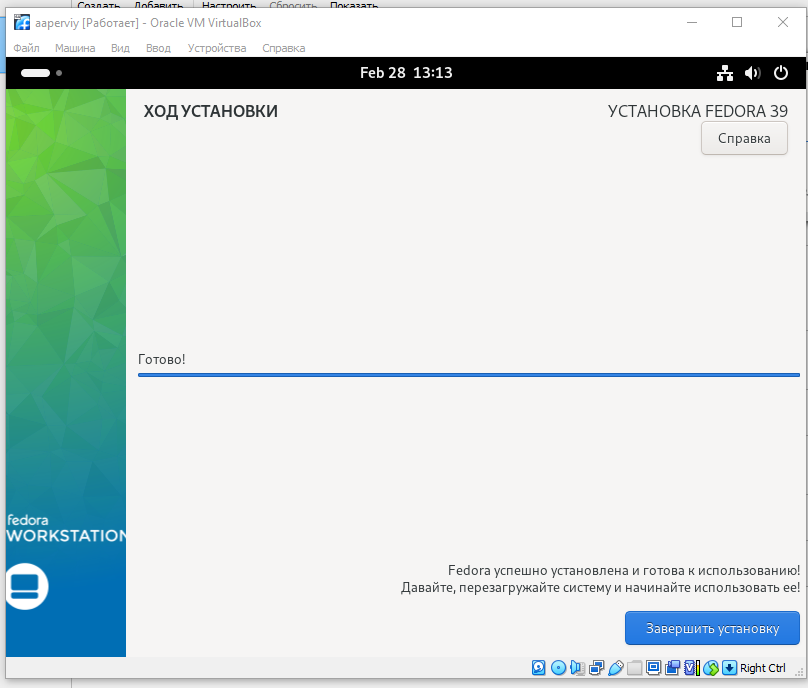 Создать Добавить Настроить Сбросить Показать
aaperviy [Работает] - Oracle VM VirtualBox
Файл Машина Вид Ввод Устройства Справка
Feb 28 13:13
ХОД УСТАНОВКИ
УСТАНОВКА FEDORA 39
Справка
Готово!
fedora
WORKSTATION
Fedora успешно установлена и готова к использованию!
Давайте, перезагружайте систему и начинайте использовать ее!
Завершить установку
Right Ctrl